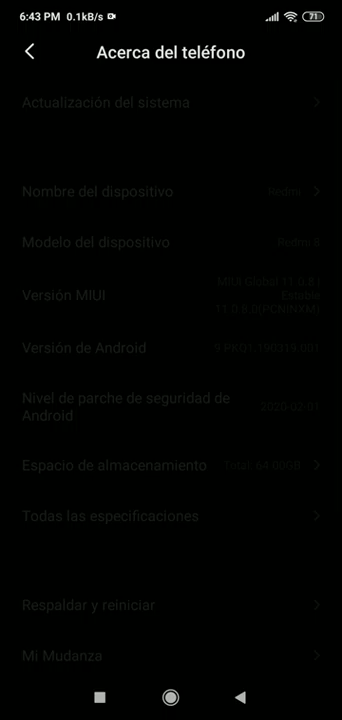 6:43 PM 0.1kB/s 71
Acerca del teléfono
Actualización del sistema
Nombre del dispositivo Redmi
Modelo del dispositivo Redmi 8
Versión MIUI
MIUI Global 11.0.8
Estable
11.0.8.0(PCNINXM)
Versión de Android 9 PKQ1.190319.001
Nivel de parche de seguridad de
Android
2020-02-01
Espacio de almacenamiento Total: 64.00GB
Todas las especificaciones
Respaldar y reiniciar
Mi Mudanza